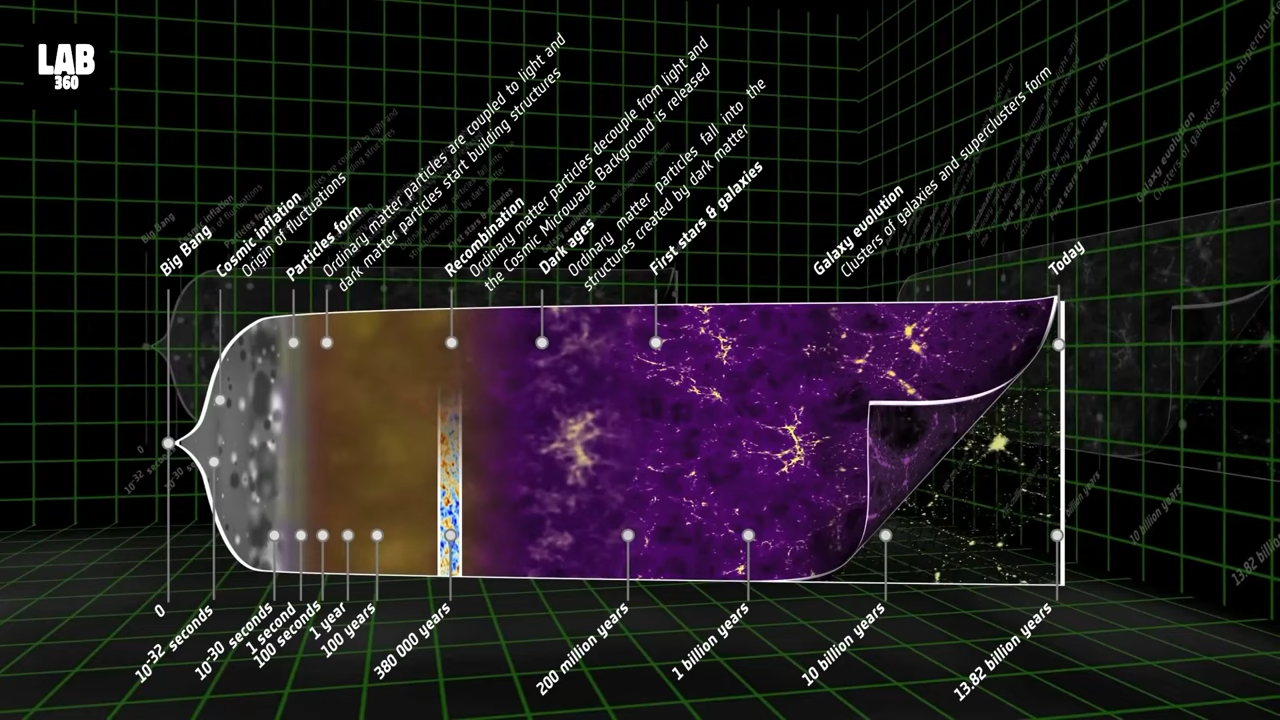 LAB
360
Big Bang
Cosmic inflation
Origin of fluctuations
Particles form
Ordinary matter particles are coupled to light and
dark matter particles start building structures
Recombination
Ordinary matter particles decouple from light and
the Cosmic Microwave Background is released
Dark ages
Ordinary matter particles fall into the
structures created by dark matter
First stars & galaxies
Galaxy evolution
Clusters of galaxies and superclusters form
Today
0
10⁻³² seconds
10⁻³⁰ seconds
1 second
100 seconds
1 year
100 years
380 000 years
200 million years
1 billion years
10 billion years
13.82 billion years